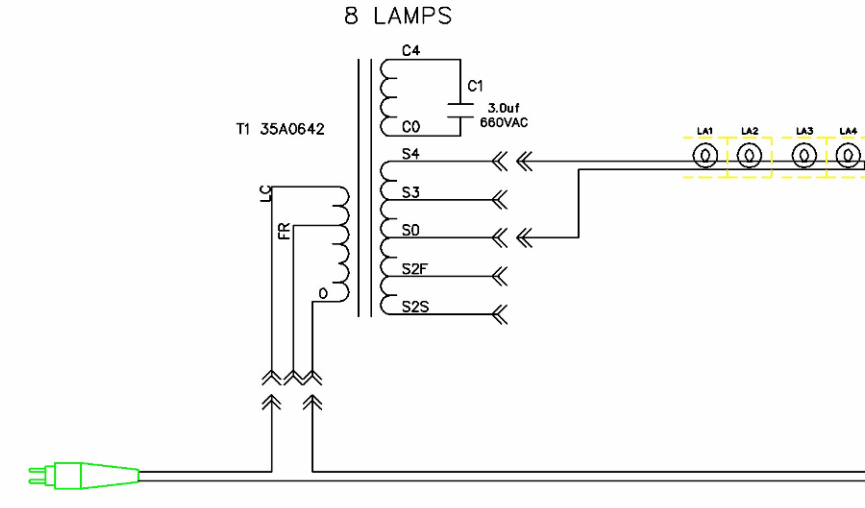 8 LAMPS
C4
C1
3.0uf
660VAC
T1 35A0642
C0
LA1 LA2 LA3 LA4
S4
LC
S3
FR
S0
S2F
O
S2S